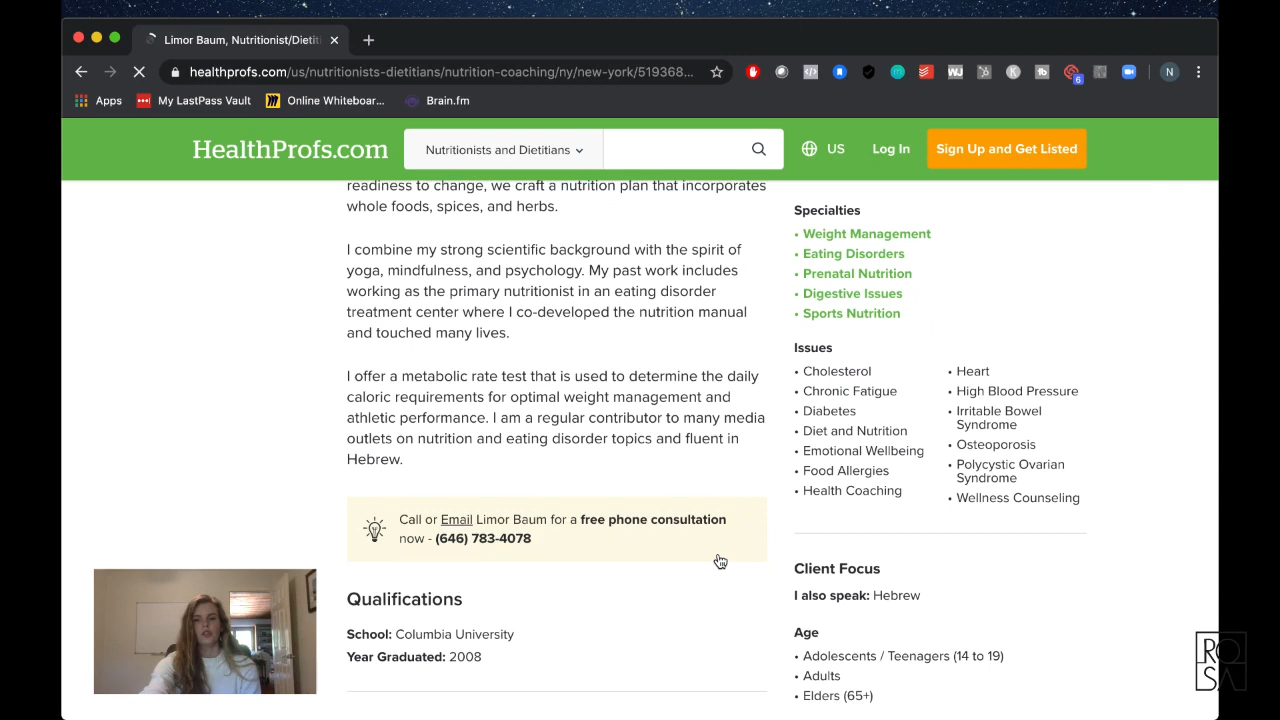 Limor Baum, Nutritionist/Dietiti
healthprofs.com/us/nutritionists-dietitians/nutrition-coaching/ny/new-york/519368...
WJ
K
tb
6
N
Apps
My LastPass Vault
Online Whiteboar...
Brain.fm
HealthProfs.com
Nutritionists and Dietitians
US
Log In
Sign Up and Get Listed
readiness to change, we craft a nutrition plan that incorporates
whole foods, spices, and herbs.
I combine my strong scientific background with the spirit of
yoga, mindfulness, and psychology. My past work includes
working as the primary nutritionist in an eating disorder
treatment center where I co-developed the nutrition manual
and touched many lives.
I offer a metabolic rate test that is used to determine the daily
caloric requirements for optimal weight management and
athletic performance. I am a regular contributor to many media
outlets on nutrition and eating disorder topics and fluent in
Hebrew.
Call or Email Limor Baum for a free phone consultation
now - (646) 783-4078
Qualifications
School: Columbia University
Year Graduated: 2008
Specialties
• Weight Management
• Eating Disorders
• Prenatal Nutrition
• Digestive Issues
• Sports Nutrition
Issues
• Cholesterol
• Chronic Fatigue
• Diabetes
• Diet and Nutrition
• Emotional Wellbeing
• Food Allergies
• Health Coaching
• Heart
• High Blood Pressure
• Irritable Bowel
Syndrome
• Osteoporosis
• Polycystic Ovarian
Syndrome
• Wellness Counseling
Client Focus
I also speak: Hebrew
Age
• Adolescents / Teenagers (14 to 19)
• Adults
• Elders (65+)
RO
SA